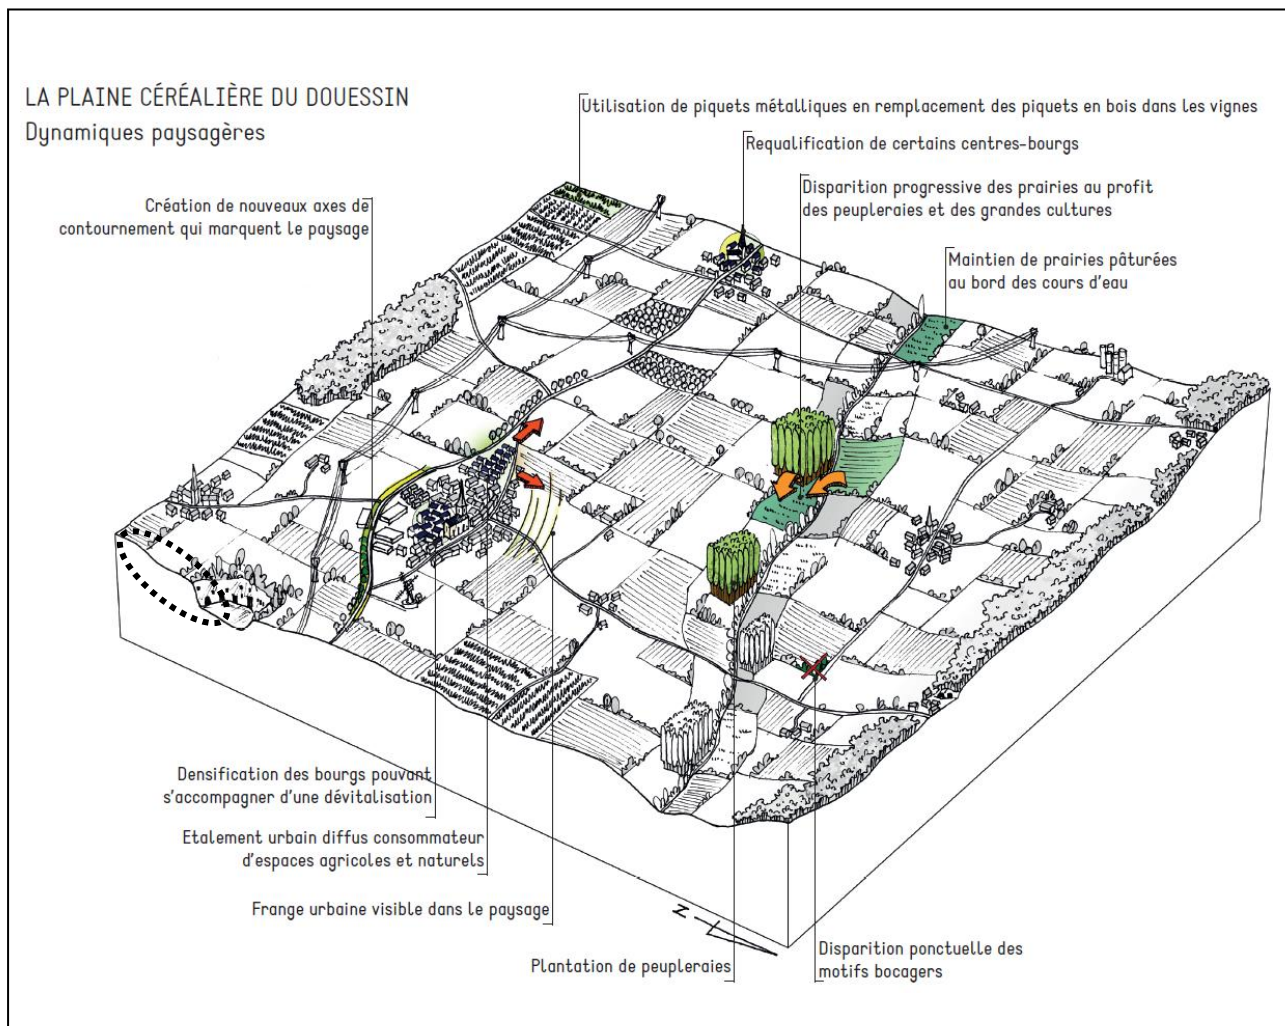 LA PLAINE CÉRÉALIÈRE DU DOUESSIN
Dynamiques paysagères
Utilisation de piquets métalliques en remplacement des piquets en bois dans les vignes
Requalification de certains centres-bourgs
Disparition progressive des prairies au profit
des peupleraies et des grandes cultures
Maintien de prairies pâturées
au bord des cours d'eau
Création de nouveaux axes de
contournement qui marquent le paysage
Densification des bourgs pouvant
s'accompagner d'une dévitalisation
Etalement urbain diffus consommateur
d'espaces agricoles et naturels
Frange urbaine visible dans le paysage
N
Plantation de peupleraies
Disparition ponctuelle des
motifs bocagers